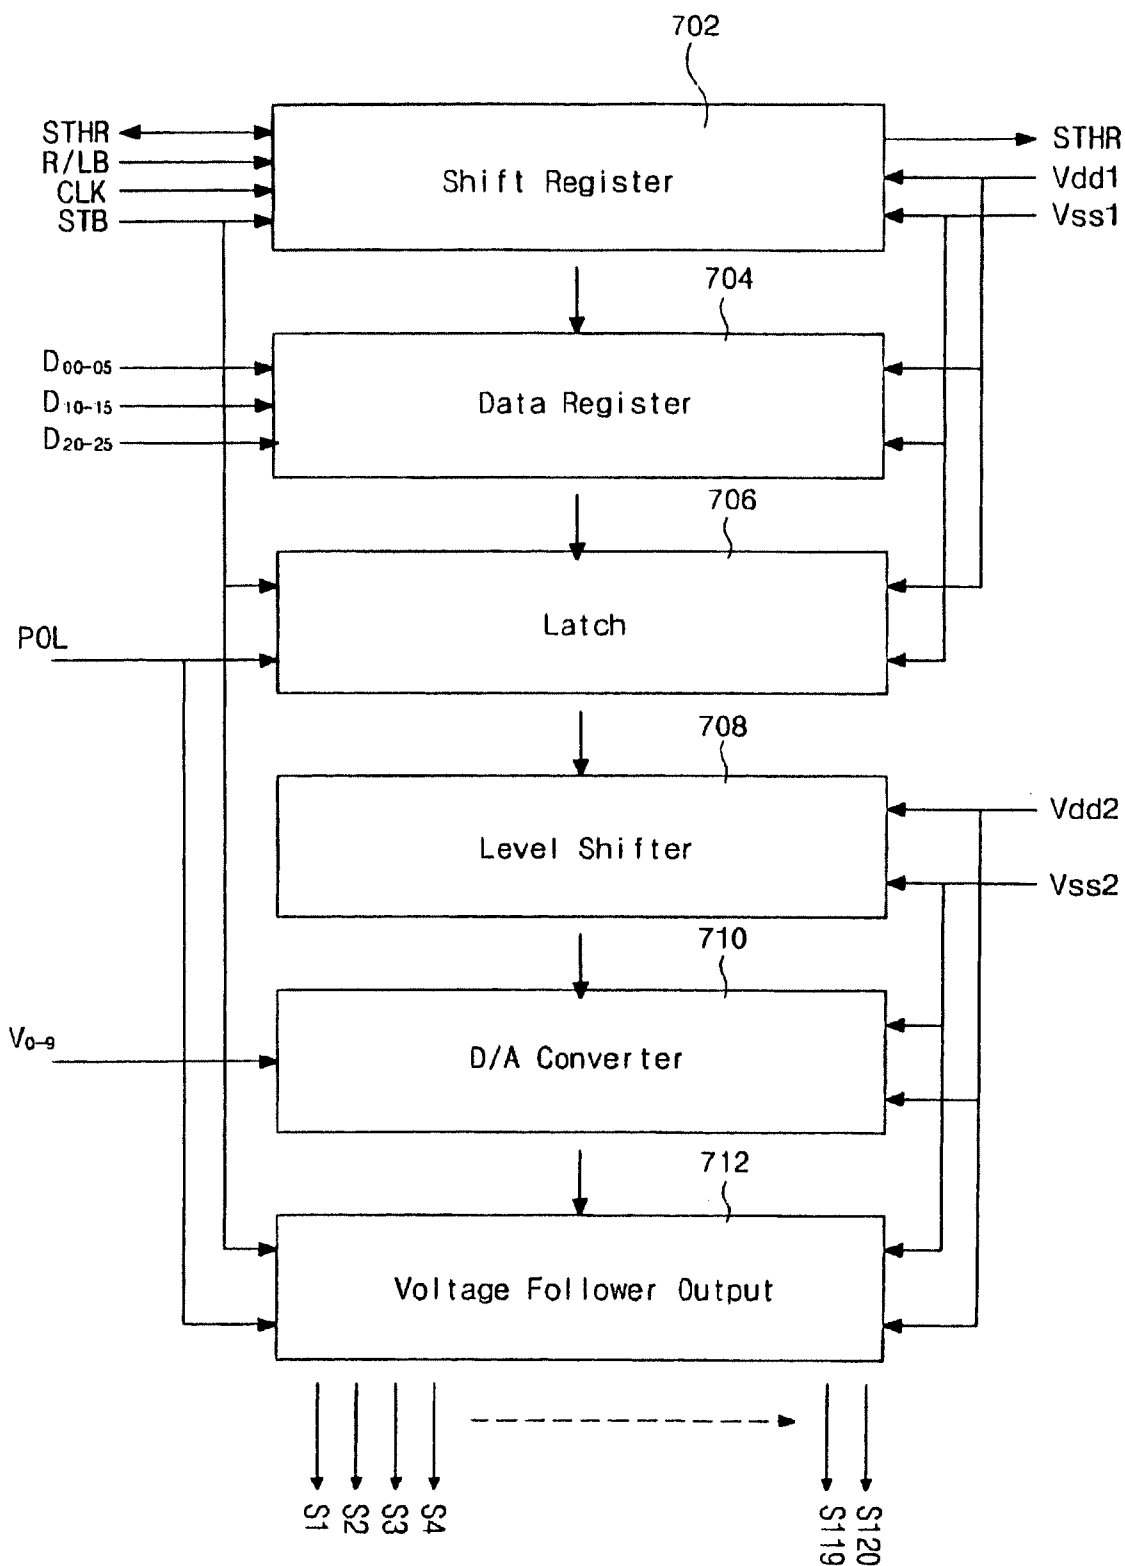 702
STHR
R/LB
CLK
STB
Shift Register
STHR
Vdd1
Vss1
704
D00-05
D10-15
D20-25
Data Register
706
Latch
POL
708
Level Shifter
Vdd2
Vss2
710
V0-9
D/A Converter
712
Voltage Follower Output
S1
S2
S3
S4
S119
S120